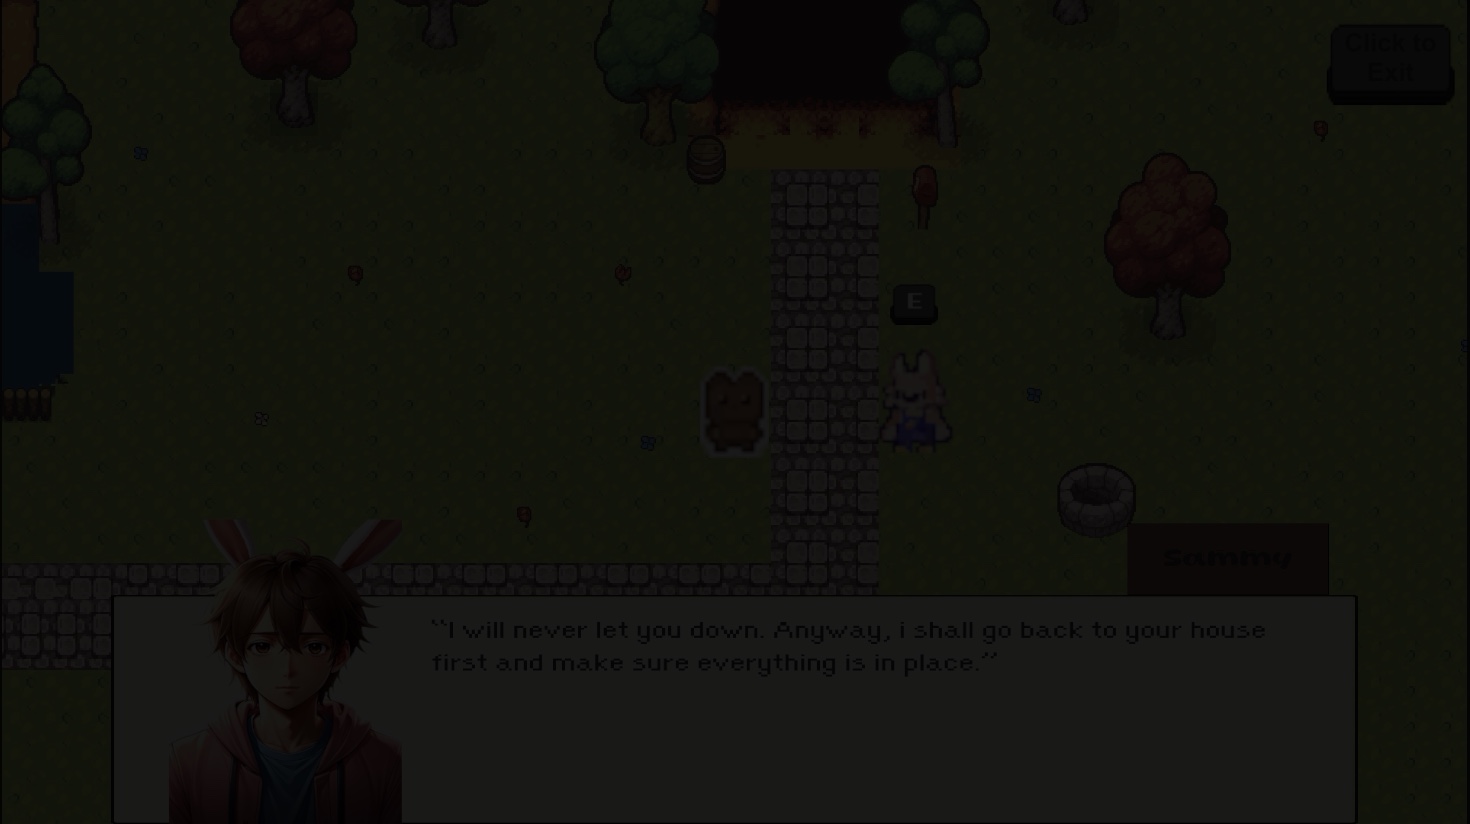 Click to
Exit
E
Sammy
“I will never let you down. Anyway, i shall go back to your house
first and make sure everything is in place.”